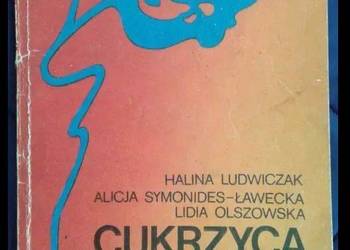 HALINA LUDWICZAK
ALICJA SYMONIDES-ŁAWECKA
LIDIA OLSZOWSKA
CUKRZYCA